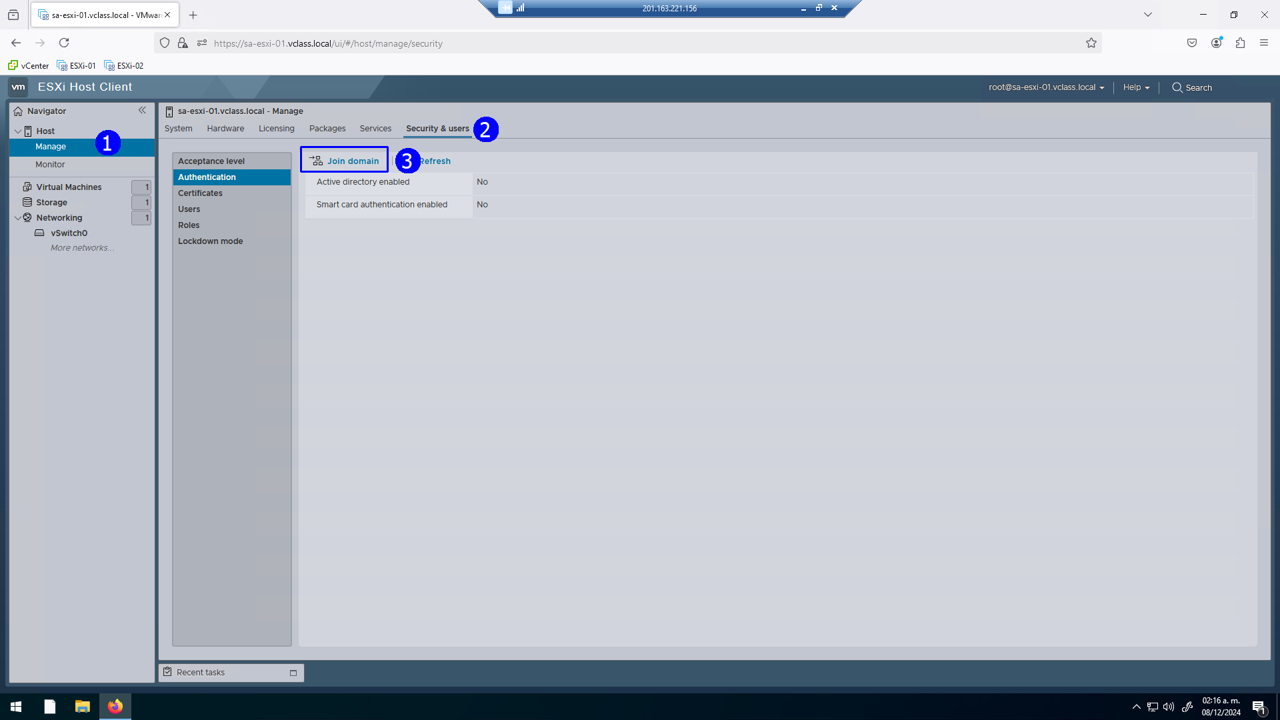 sa-esxi-01.vclass.local - VMwar
201.163.221.156
https://sa-esxi-01.vclass.local/ui/#/host/manage/security
vCenter ESXi-01 ESXi-02
vm ESXi Host Client root@sa-esxi-01.vclass.local Help Search
Navigator
Host
Manage 1
Monitor
Virtual Machines 1
Storage 1
Networking 1
vSwitch0
More networks...
sa-esxi-01.vclass.local - Manage
System Hardware Licensing Packages Services Security & users 2
Acceptance level
Authentication
Certificates
Users
Roles
Lockdown mode
Join domain 3 Refresh
Active directory enabled No
Smart card authentication enabled No
Recent tasks
02:16 a. m.
08/12/2024
1